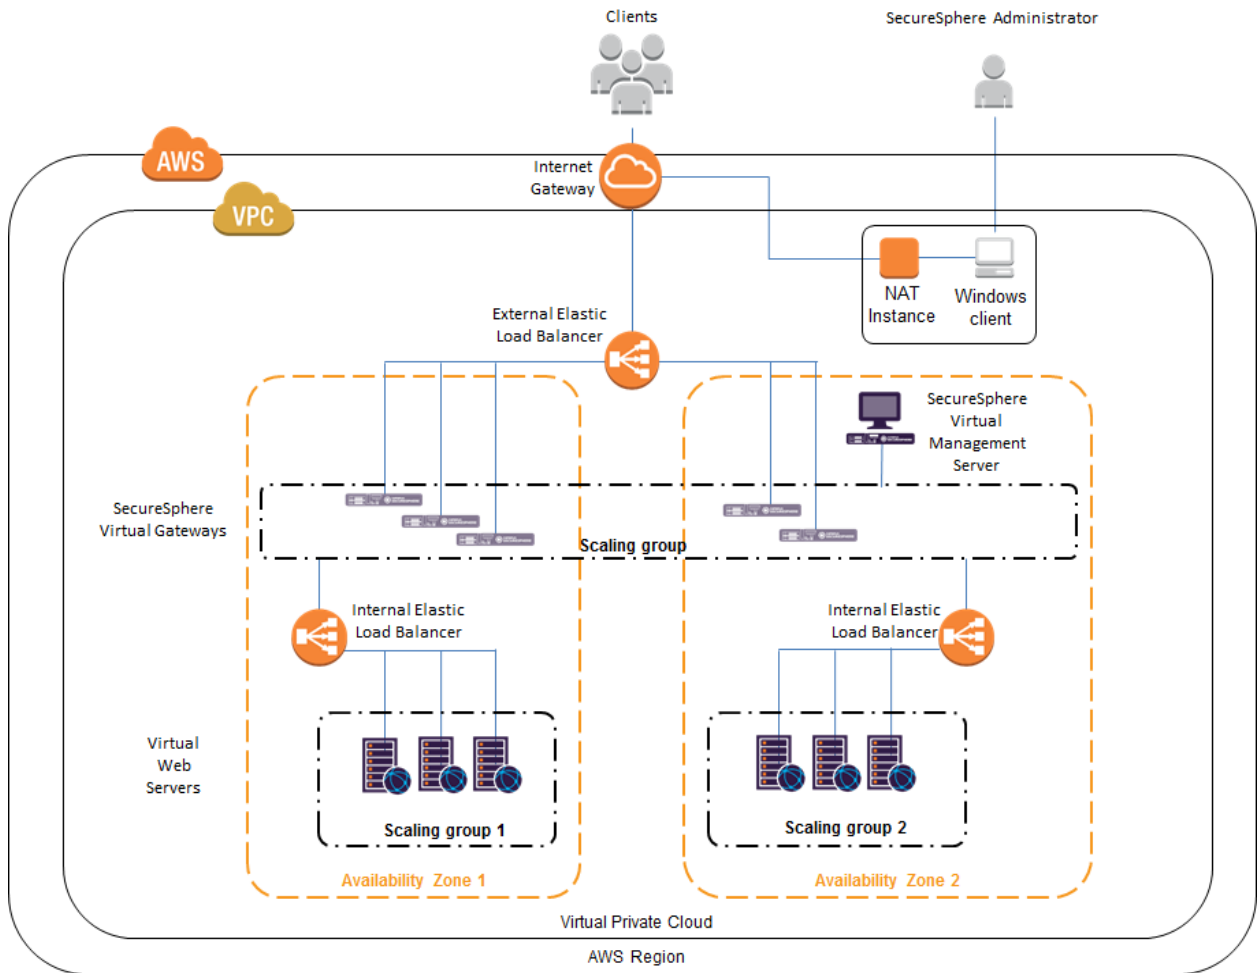 Clients
SecureSphere Administrator
AWS
Internet
Gateway
VPC
NAT
Instance
Windows
client
External Elastic
Load Balancer
SecureSphere
Virtual
Management
Server
SecureSphere
Virtual Gateways
Scaling group
Internal Elastic
Load Balancer
Internal Elastic
Load Balancer
Virtual
Web
Servers
Scaling group 1
Scaling group 2
Availability Zone 1
Availability Zone 2
Virtual Private Cloud
AWS Region